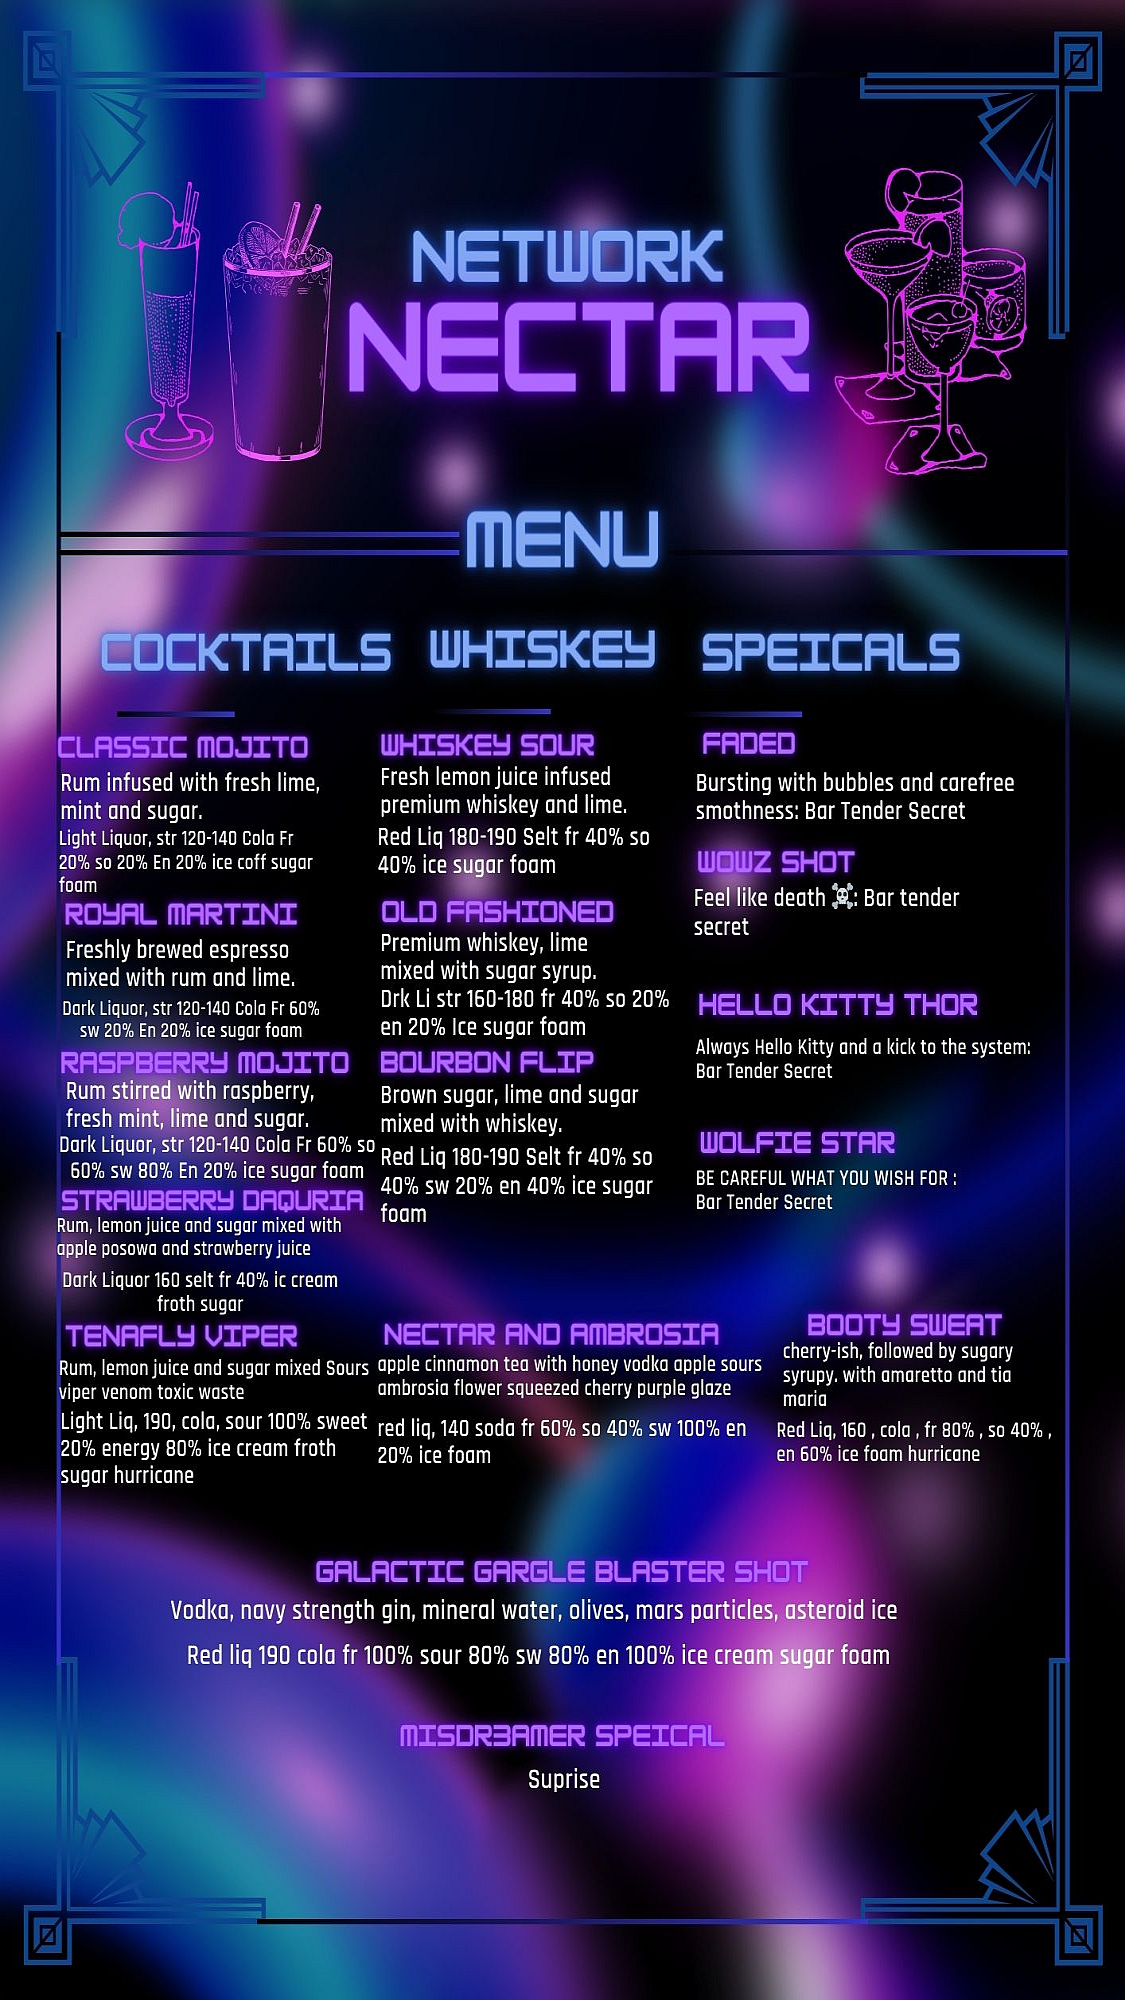 NETWORK
NECTAR
MENU
COCKTAILS
CLASSIC MOJITO
Rum infused with fresh lime,
mint and sugar.
Light Liquor, str 120-140 Cola Fr
20% so 20% En 20% ice coff sugar
foam
ROYAL MARTINI
Freshly brewed espresso
mixed with rum and lime.
Dark Liquor, str 120-140 Cola Fr 60%
sw 20% En 20% ice sugar foam
RASPBERRY MOJITO
Rum stirred with raspberry,
fresh mint, lime and sugar.
Dark Liquor, str 120-140 Cola Fr 60% so
60% sw 80% En 20% ice sugar foam
STRAWBERRY DAQURIA
Rum, lemon juice and sugar mixed with
apple posowa and strawberry juice
Dark Liquor 160 selt fr 40% ic cream
froth sugar
TENAFLY VIPER
Rum, lemon juice and sugar mixed Sours
viper venom toxic waste
Light Liq, 190, cola, sour 100% sweet
20% energy 80% ice cream froth
sugar hurricane
WHISKEY
WHISKEY SOUR
Fresh lemon juice infused
premium whiskey and lime.
Red Liq 180-190 Selt fr 40% so
40% ice sugar foam
OLD FASHIONED
Premium whiskey, lime
mixed with sugar syrup.
Drk Li str 160-180 fr 40% so 20%
en 20% Ice sugar foam
BOURBON FLIP
Brown sugar, lime and sugar
mixed with whiskey.
Red Liq 180-190 Selt fr 40% so
40% sw 20% en 40% ice sugar
foam
NECTAR AND AMBROSIA
apple cinnamon tea with honey vodka apple sours
ambrosia flower squeezed cherry purple glaze
red liq, 140 soda fr 60% so 40% sw 100% en
20% ice foam
SPEICALS
FADED
Bursting with bubbles and carefree
smothness: Bar Tender Secret
WOWZ SHOT
Feel like death ☠️: Bar tender
secret
HELLO KITTY THOR
Always Hello Kitty and a kick to the system:
Bar Tender Secret
WOLFIE STAR
BE CAREFUL WHAT YOU WISH FOR :
Bar Tender Secret
BOOTY SWEAT
cherry-ish, followed by sugary
syrupy. with amaretto and tia
maria
Red Liq, 160 , cola , fr 80% , so 40% ,
en 60% ice foam hurricane
GALACTIC GARGLE BLASTER SHOT
Vodka, navy strength gin, mineral water, olives, mars particles, asteroid ice
Red liq 190 cola fr 100% sour 80% sw 80% en 100% ice cream sugar foam
MISDR3AMER SPEICAL
Suprise